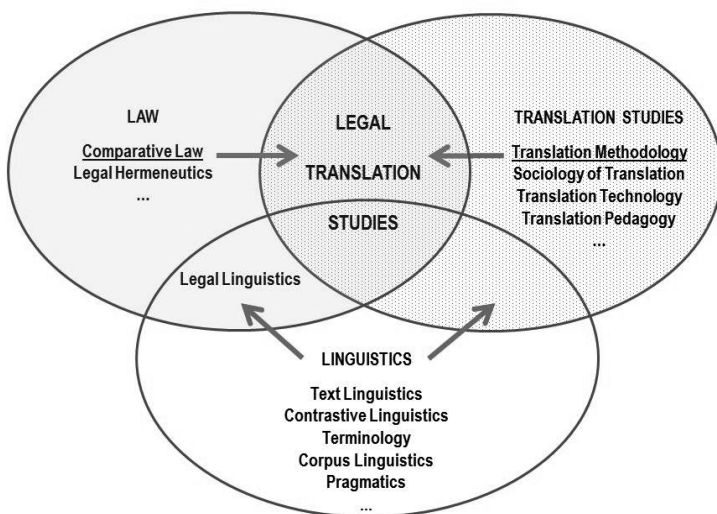 LAW
Comparative Law
Legal Hermeneutics
...
LEGAL
TRANSLATION
STUDIES
TRANSLATION STUDIES
Translation Methodology
Sociology of Translation
Translation Technology
Translation Pedagogy
...
Legal Linguistics
LINGUISTICS
Text Linguistics
Contrastive Linguistics
Terminology
Corpus Linguistics
Pragmatics
...